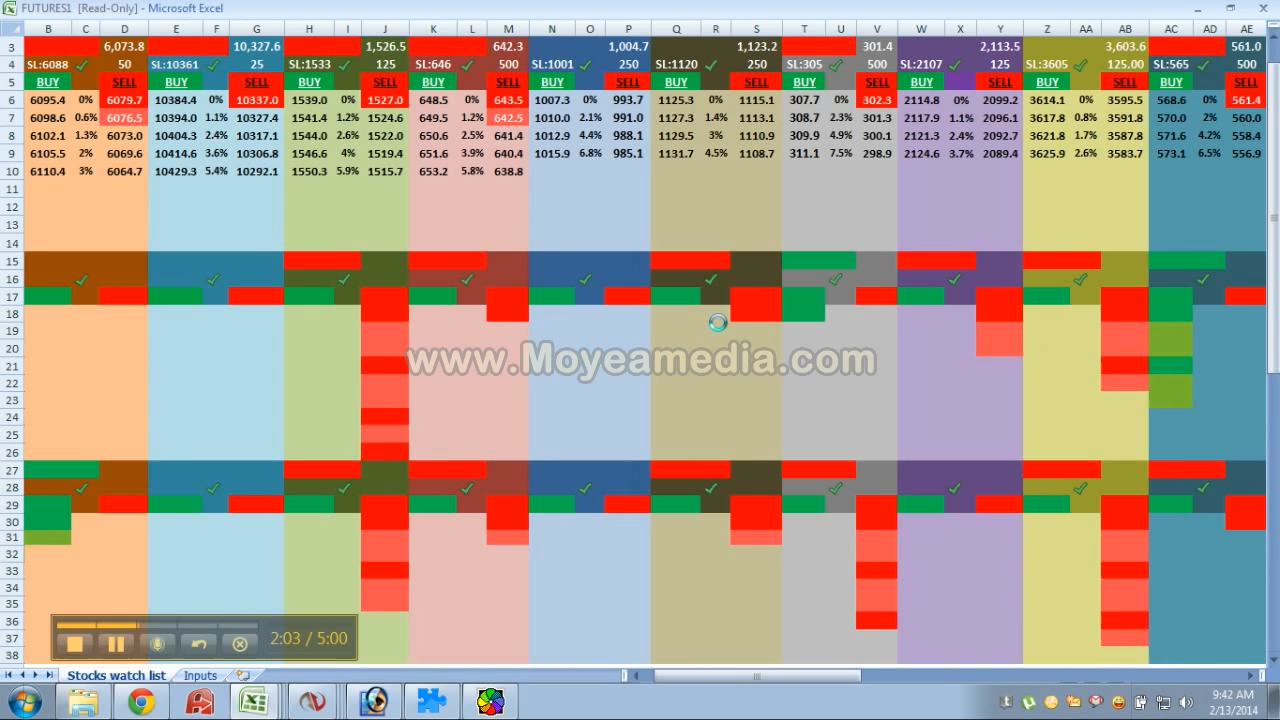 FUTURES1 [Read-Only] - Microsoft Excel
B C D E F G H I J K L M N O P Q R S T U V W X Y Z AA AB AC AD AE
3 6,073.8 10,327.6 1,526.5 642.3 1,004.7 1,123.2 301.4 2,113.5 3,603.6 561.0
4 SL:6088 50 SL:10361 25 SL:1533 125 SL:646 500 SL:1001 250 SL:1120 250 SL:305 500 SL:2107 125 SL:3605 125.00 SL:565 500
5 BUY SELL BUY SELL BUY SELL BUY SELL BUY SELL BUY SELL BUY SELL BUY SELL BUY SELL BUY SELL
6 6095.4 0% 6079.7 10384.4 0% 10337.0 1539.0 0% 1527.0 648.5 0% 643.5 1007.3 0% 993.7 1125.3 0% 1115.1 307.7 0% 302.3 2114.8 0% 2099.2 3614.1 0% 3595.5 568.6 0% 561.4
7 6098.6 0.6% 6076.5 10394.0 1.1% 10327.4 1541.4 1.2% 1524.6 649.5 1.2% 642.5 1010.0 2.1% 991.0 1127.3 1.4% 1113.1 308.7 2.3% 301.3 2117.9 1.1% 2096.1 3617.8 0.8% 3591.8 570.0 2% 560.0
8 6102.1 1.3% 6073.0 10404.3 2.4% 10317.1 1544.0 2.6% 1522.0 650.6 2.5% 641.4 1012.9 4.4% 988.1 1129.5 3% 1110.9 309.9 4.9% 300.1 2121.3 2.4% 2092.7 3621.8 1.7% 3587.8 571.6 4.2% 558.4
9 6105.5 2% 6069.6 10414.6 3.6% 10306.8 1546.6 4% 1519.4 651.6 3.9% 640.4 1015.9 6.8% 985.1 1131.7 4.5% 1108.7 311.1 7.5% 298.9 2124.6 3.7% 2089.4 3625.9 2.6% 3583.7 573.1 6.5% 556.9
10 6110.4 3% 6064.7 10429.3 5.4% 10292.1 1550.3 5.9% 1515.7 653.2 5.8% 638.8
11
12
13
14
15
16
17
18
19
20
www.Moyeamedia.com
21
22
23
24
25
26
27
28
29
30
31
32
33
34
35
36
37
2:03 / 5:00
38
Stocks watch list Inputs
9:42 AM
2/13/2014